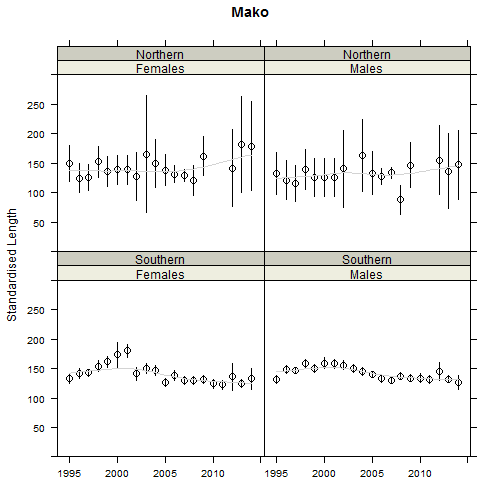 Mako
Northern Northern
Females Males
250
200
150
100
50
Southern Southern
Females Males
250
200
150
100
50
Standardised Length
1995 2000 2005 2010 1995 2000 2005 2010